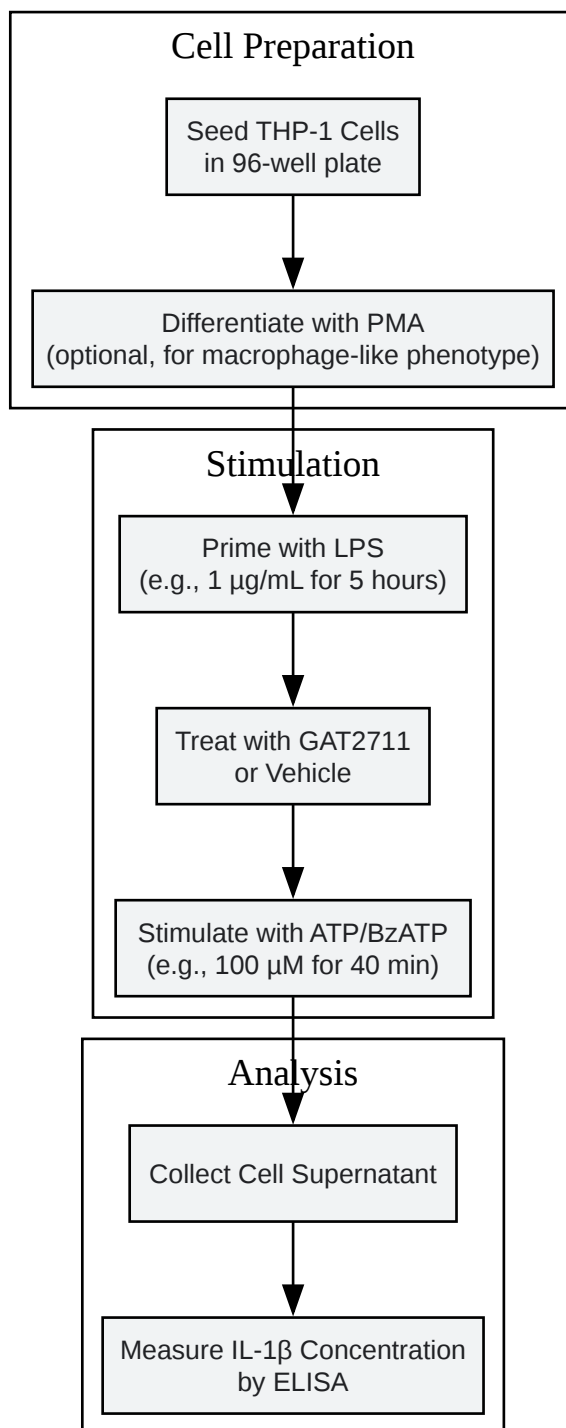 Cell Preparation
Seed THP-1 Cells
in 96-well plate
Differentiate with PMA
(optional, for macrophage-like phenotype)
Stimulation
Prime with LPS
(e.g., 1 µg/mL for 5 hours)
Treat with GAT2711
or Vehicle
Stimulate with ATP/BzATP
(e.g., 100 µM for 40 min)
Analysis
Collect Cell Supernatant
Measure IL-1β Concentration
by ELISA